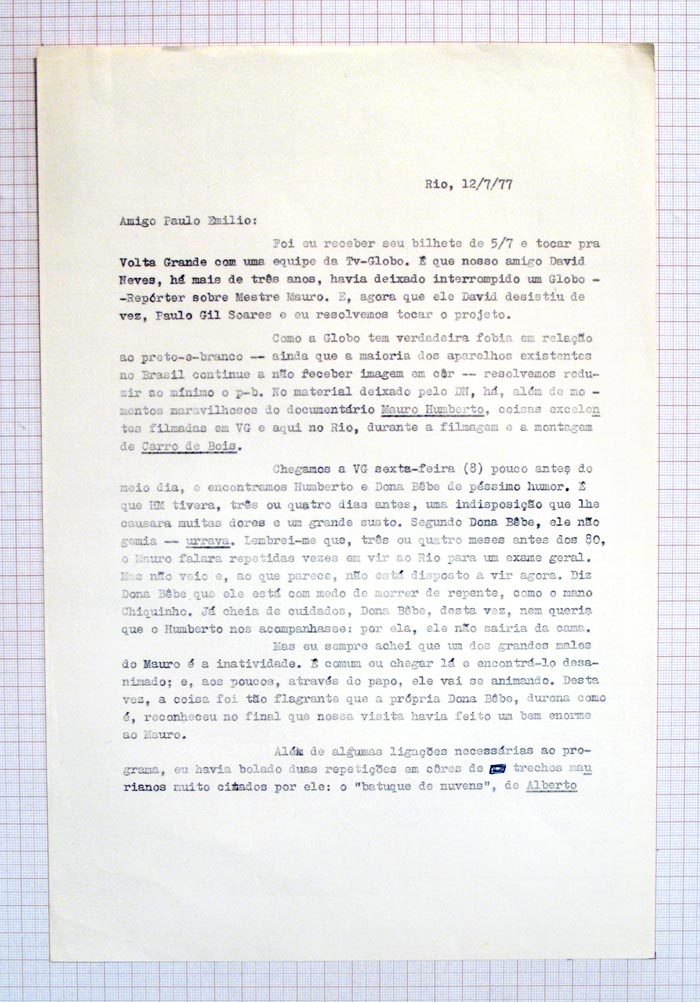 Rio, 12/7/77
Amigo Paulo Emilio:
Foi eu receber seu bilhete de 5/7 e tocar pra
Volta Grande com uma equipe da Tv-Globo. É que nosso amigo David
Neves, há mais de três anos, havia deixado interrompido um Globo -
-Repórter sobre Mestre Mauro. E, agora que ele David desistiu de
vez, Paulo Gil Soares e eu resolvemos tocar o projeto.
Como a Globo tem verdadeira fobia em relação
ao preto-e-branco -- ainda que a maioria dos aparelhos existentes
no Brasil continue a não receber imagem em côr -- resolvemos redu-
zir ao mínimo o p-b. No material deixado pelo DN, há, além de mo -
mentos maravilhosos do documentário Mauro Humberto, coisas excelen
tes filmadas em VG e aqui no Rio, durante a filmagem e a montagem
de Carro de Bois.
Chegamos a VG sexta-feira (8) pouco antes do
meio dia, e encontramos Humberto e Dona Bêbe de péssimo humor. É
que HM tivera, três ou quatro dias antes, uma indisposição que lhe
causara muitas dores e um grande susto. Segundo Dona Bêbe, ele não
gemia -- urrava. Lembrei-me que, três ou quatro meses antes dos 80,
o Mauro falara repetidas vezes em vir ao Rio para um exame geral.
Mas não veio e, ao que parece, não está disposto a vir agora. Diz
Dona Bêbe que ele está com medo de morrer de repente, como o mano
Chiquinho. Já cheia de cuidados, Dona Bêbe, desta vez, nem queria
que o Humberto nos acompanhasse: por ela, ele não sairia da cama.
Mas eu sempre achei que um dos grandes males
do Mauro é a inatividade. É comum eu chegar lá e encontrá-lo desa-
nimado; e, aos poucos, através do papo, ele vai se animando. Desta
vez, a coisa foi tão flagrante que a própria Dona Bêbe, durona como
é, reconheceu no final que nossa visita havia feito um bem enorme
ao Mauro.
Além de algumas ligações necessárias ao pro-
grama, eu havia bolado duas repetições em côres de trechos mau
rianos muito citados por ele: o "batuque de nuvens", de Alberto